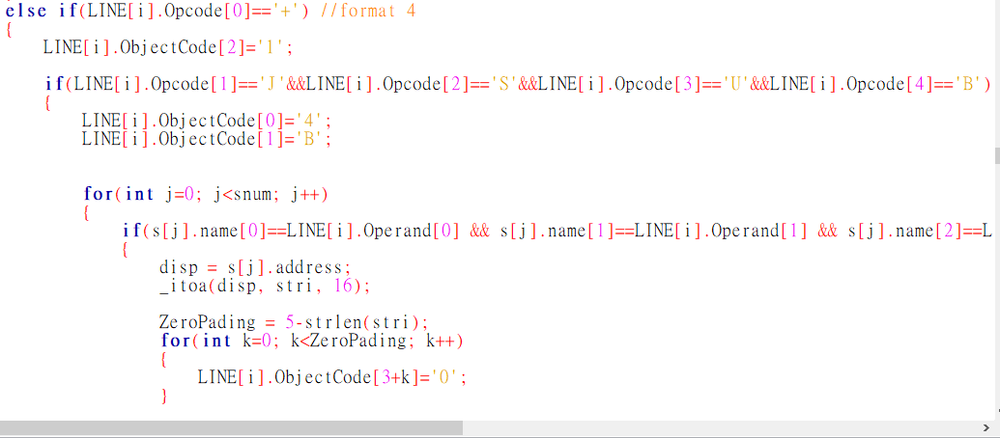 else if(LINE[i].Opcode[0]=='+') //format 4
{
LINE[i].ObjectCode[2]='1';
if(LINE[i].Opcode[1]=='J'&&LINE[i].Opcode[2]=='S'&&LINE[i].Opcode[3]=='U'&&LINE[i].Opcode[4]=='B')
{
LINE[i].ObjectCode[0]='4';
LINE[i].ObjectCode[1]='B';
for(int j=0; j<snum; j++)
{
if(s[j].name[0]==LINE[i].Operand[0] && s[j].name[1]==LINE[i].Operand[1] && s[j].name[2]==L
{
disp = s[j].address;
_itoa(disp, stri, 16);
ZeroPading = 5-strlen(stri);
for(int k=0; k<ZeroPading; k++)
{
LINE[i].ObjectCode[3+k]='0';
}